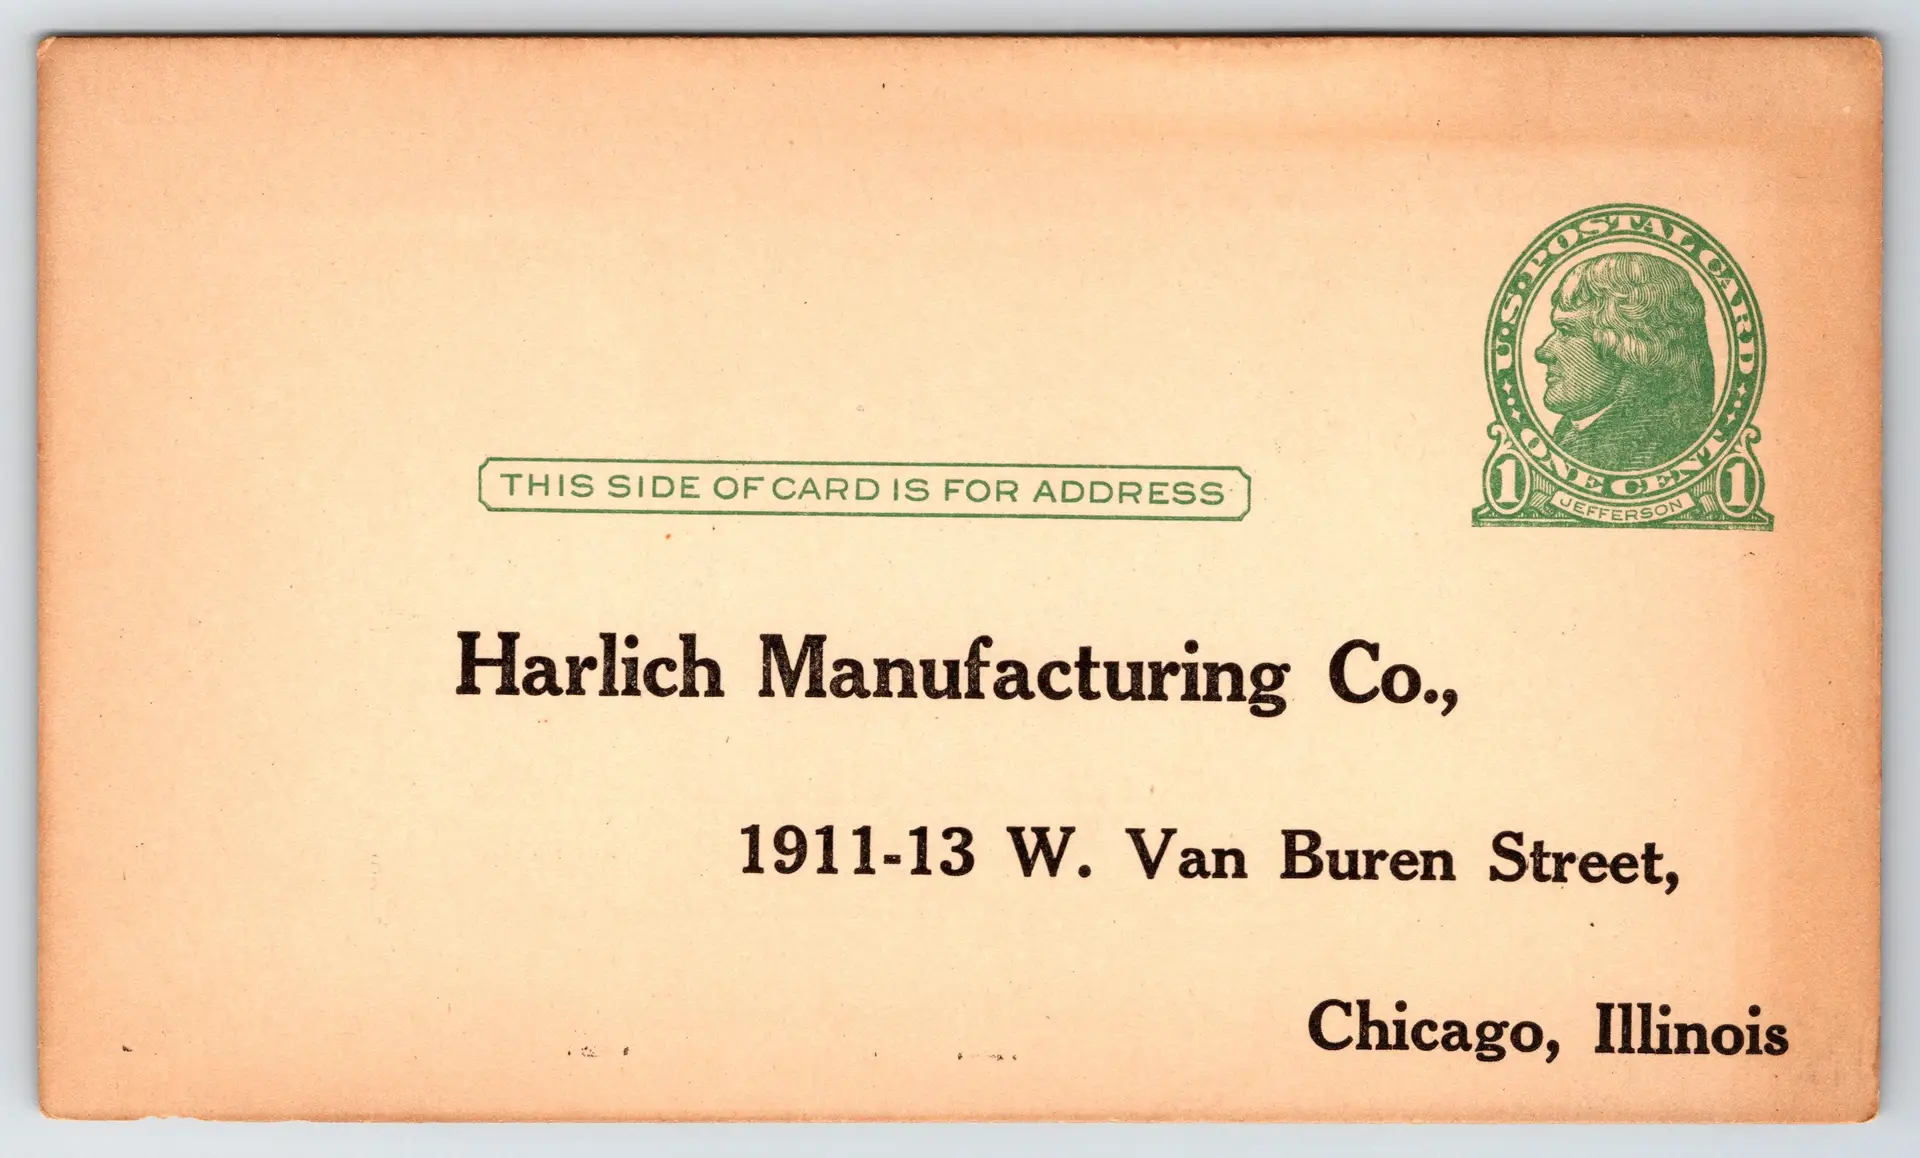 U.S. POSTAL CARD
ONE CENT
1 JEFFERSON 1
THIS SIDE OF CARD IS FOR ADDRESS
Harlich Manufacturing Co.,
1911-13 W. Van Buren Street,
Chicago, Illinois